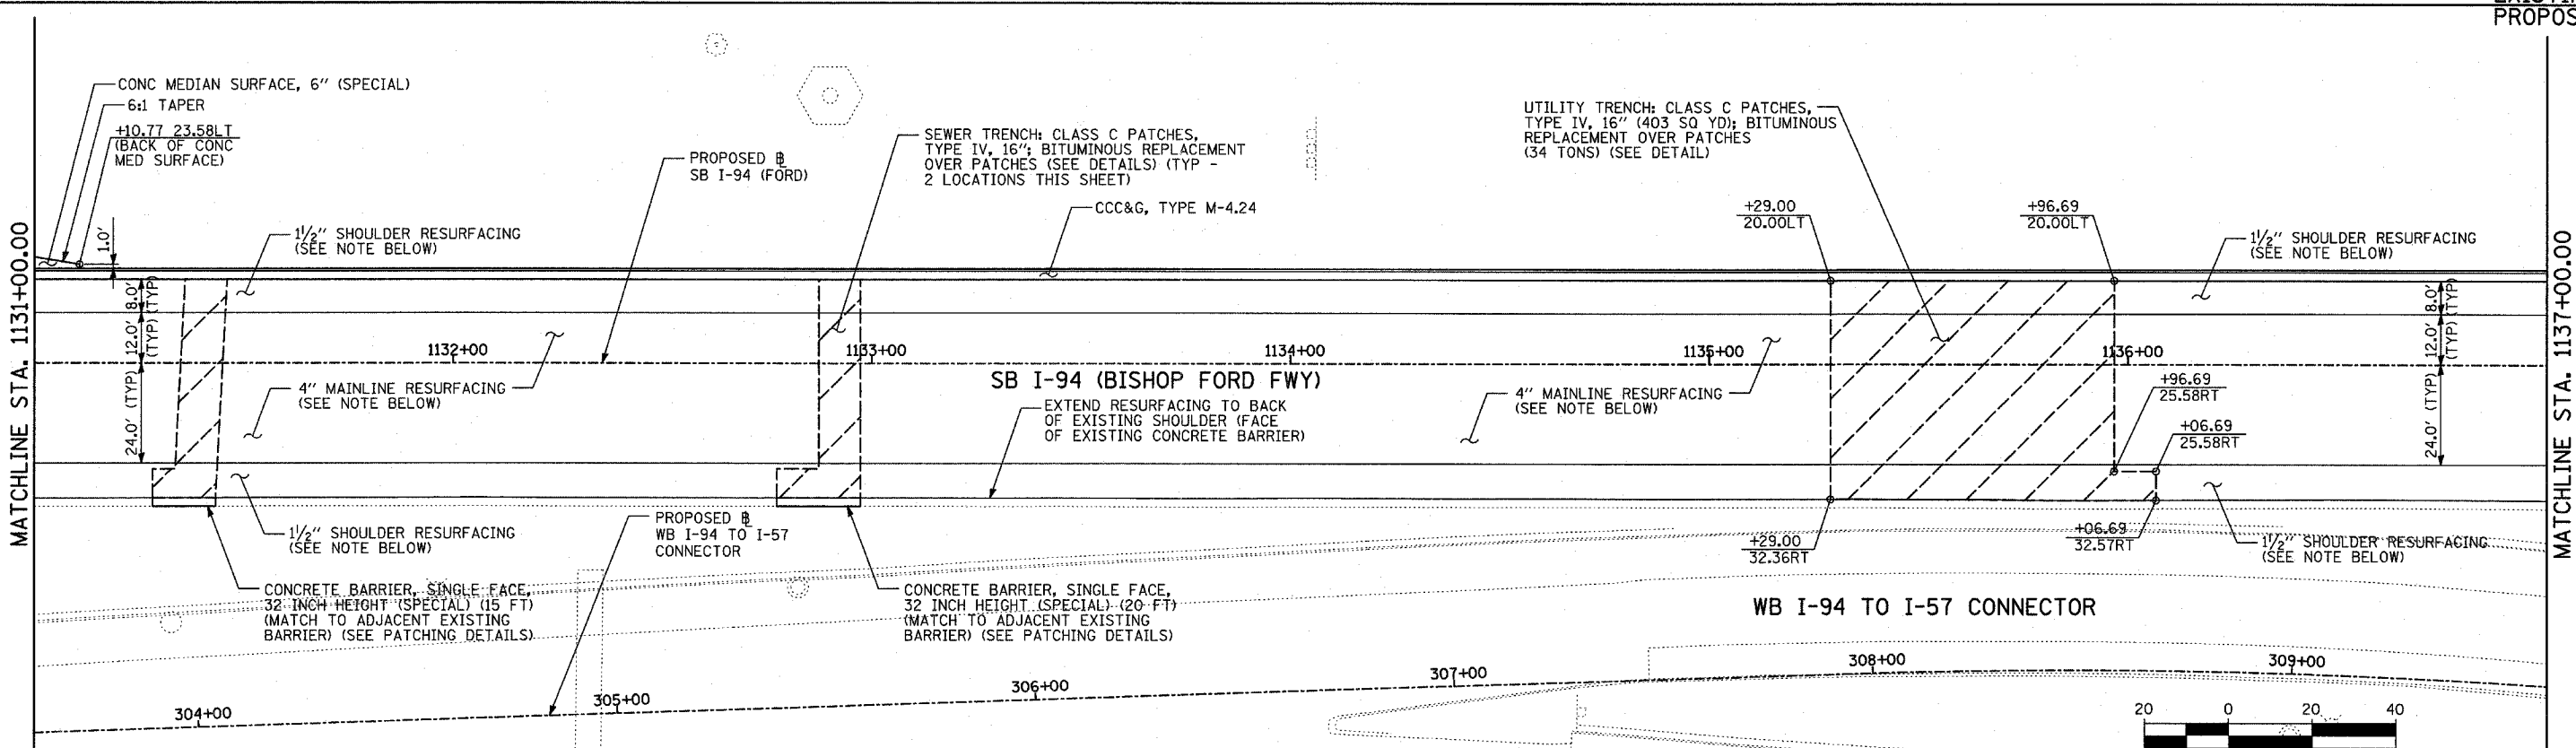 PROPOS
CONC MEDIAN SURFACE, 6" (SPECIAL)
6:1 TAPER
+10.77 23.58LT
(BACK OF CONC
MED SURFACE)
1.0'
1 1/2" SHOULDER RESURFACING
(SEE NOTE BELOW)
PROPOSED ℄
SB I-94 (FORD)
SEWER TRENCH: CLASS C PATCHES,
TYPE IV, 16"; BITUMINOUS REPLACEMENT
OVER PATCHES (SEE DETAILS) (TYP -
2 LOCATIONS THIS SHEET)
CCC&G, TYPE M-4.24
UTILITY TRENCH: CLASS C PATCHES,
TYPE IV, 16" (403 SQ YD); BITUMINOUS
REPLACEMENT OVER PATCHES
(34 TONS) (SEE DETAIL)
+29.00
20.00LT
+96.69
20.00LT
1 1/2" SHOULDER RESURFACING
(SEE NOTE BELOW)
MATCHLINE STA. 1131+00.00
8.0' (TYP)
12.0' (TYP)
24.0' (TYP)
1132+00
1133+00
1134+00
1135+00
1136+00
8.0' (TYP)
12.0' (TYP)
24.0' (TYP)
MATCHLINE STA. 1137+00.00
4" MAINLINE RESURFACING
(SEE NOTE BELOW)
SB I-94 (BISHOP FORD FWY)
EXTEND RESURFACING TO BACK
OF EXISTING SHOULDER (FACE
OF EXISTING CONCRETE BARRIER)
4" MAINLINE RESURFACING
(SEE NOTE BELOW)
+96.69
25.58RT
+06.69
25.58RT
1 1/2" SHOULDER RESURFACING
(SEE NOTE BELOW)
PROPOSED ℄
WB I-94 TO I-57
CONNECTOR
+29.00
32.36RT
+06.69
32.57RT
1 1/2" SHOULDER RESURFACING
(SEE NOTE BELOW)
CONCRETE BARRIER, SINGLE FACE,
32 INCH HEIGHT (SPECIAL) (15 FT)
(MATCH TO ADJACENT EXISTING
BARRIER) (SEE PATCHING DETAILS)
CONCRETE BARRIER, SINGLE FACE,
32 INCH HEIGHT (SPECIAL) (20 FT)
(MATCH TO ADJACENT EXISTING
BARRIER) (SEE PATCHING DETAILS)
WB I-94 TO I-57 CONNECTOR
304+00
305+00
306+00
307+00
308+00
309+00
20 0 20 40